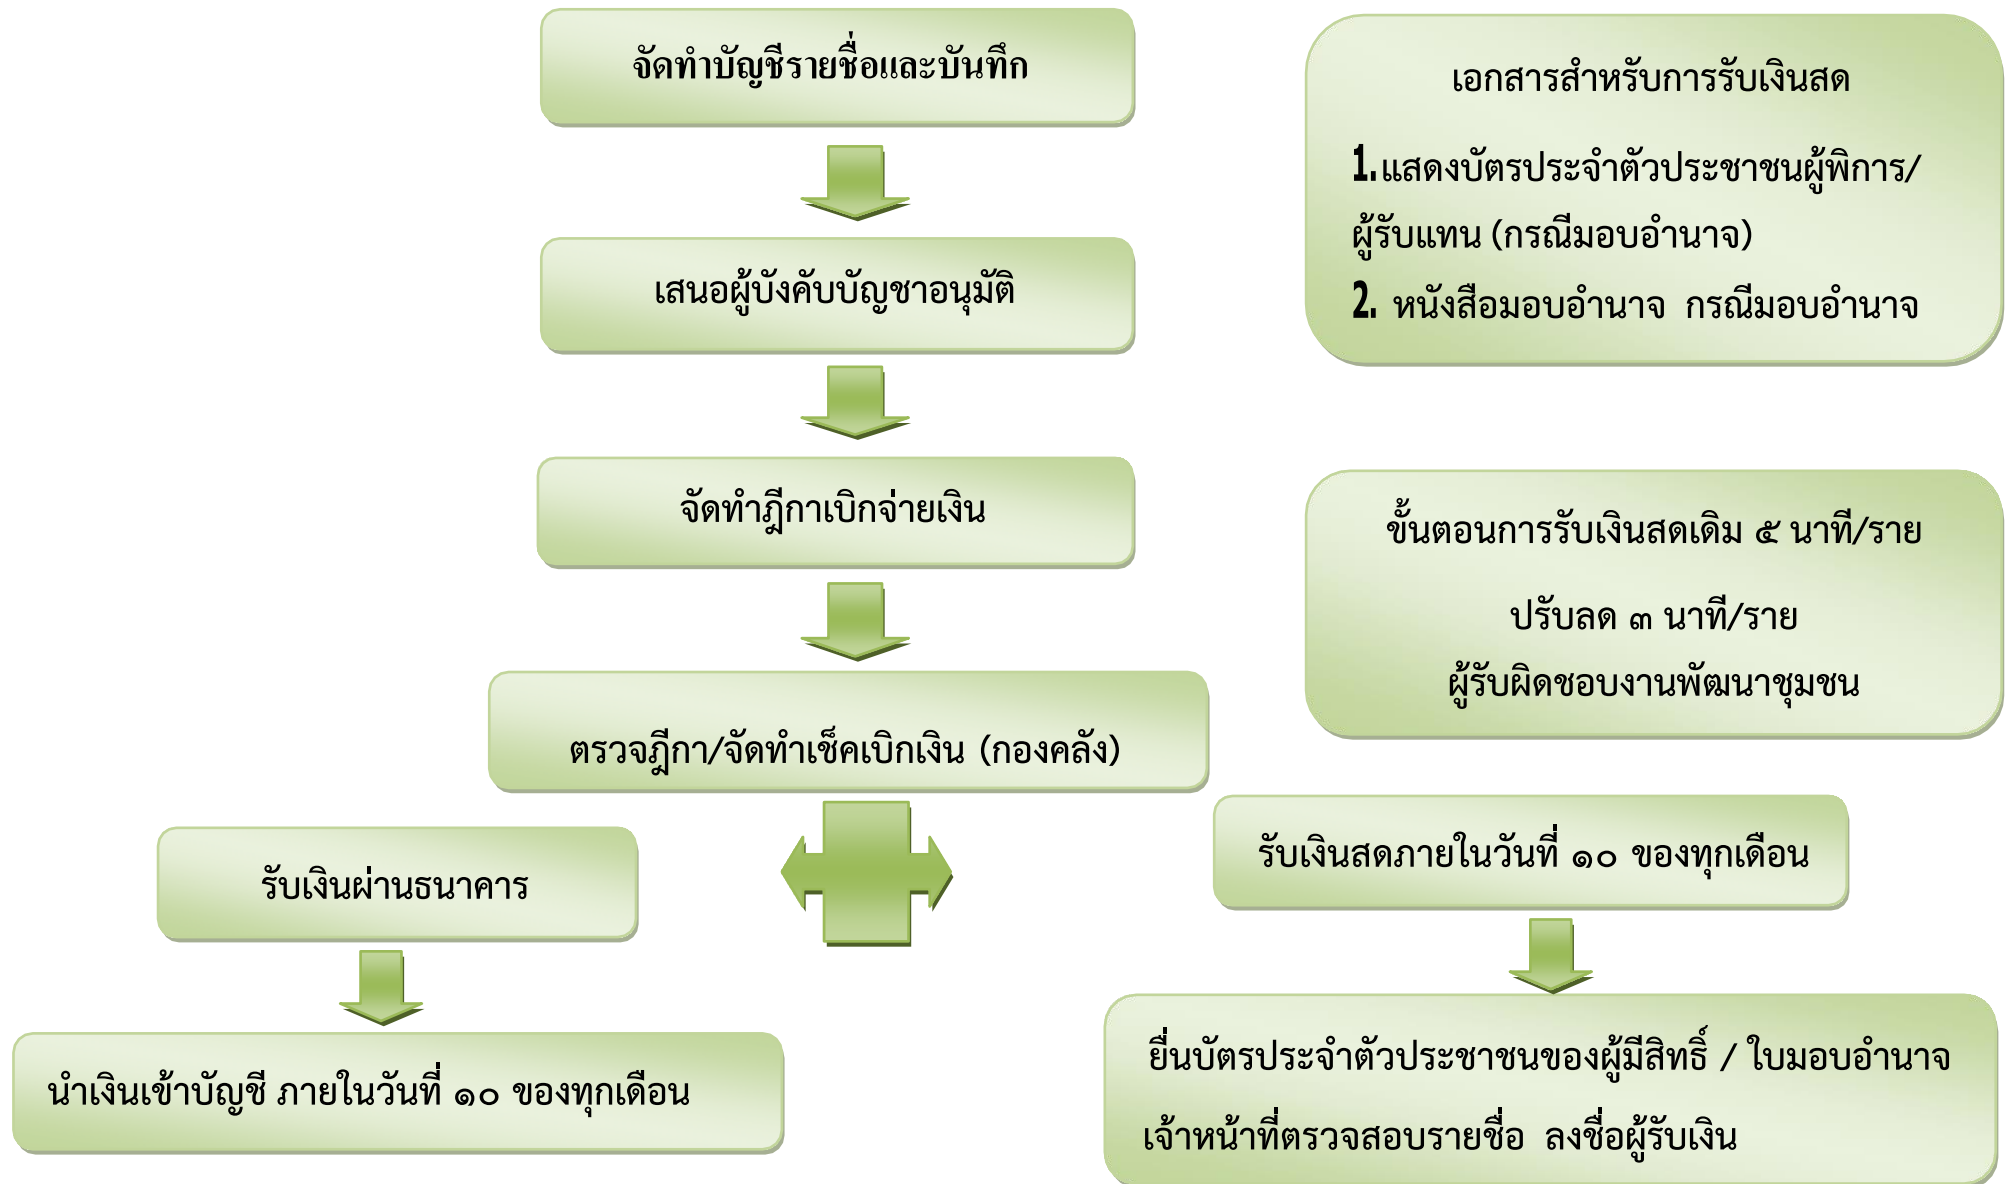 จัดทำบัญชีรายชื่อและบันทึก
เสนอผู้บังคับบัญชาอนุมัติ
จัดทำฎีกาเบิกจ่ายเงิน
ตรวจฎีกา/จัดทำเช็คเบิกเงิน (กองคลัง)
รับเงินผ่านธนาคาร
นำเงินเข้าบัญชี ภายในวันที่ ๑๐ ของทุกเดือน
เอกสารสำหรับการรับเงินสด
1.แสดงบัตรประจำตัวประชาชนผู้พิการ/
ผู้รับแทน (กรณีมอบอำนาจ)
2. หนังสือมอบอำนาจ กรณีมอบอำนาจ
ขั้นตอนการรับเงินสดเดิม ๕ นาที/ราย
ปรับลด ๓ นาที/ราย
ผู้รับผิดชอบงานพัฒนาชุมชน
รับเงินสดภายในวันที่ ๑๐ ของทุกเดือน
ยื่นบัตรประจำตัวประชาชนของผู้มีสิทธิ์ / ใบมอบอำนาจ
เจ้าหน้าที่ตรวจสอบรายชื่อ ลงชื่อผู้รับเงิน